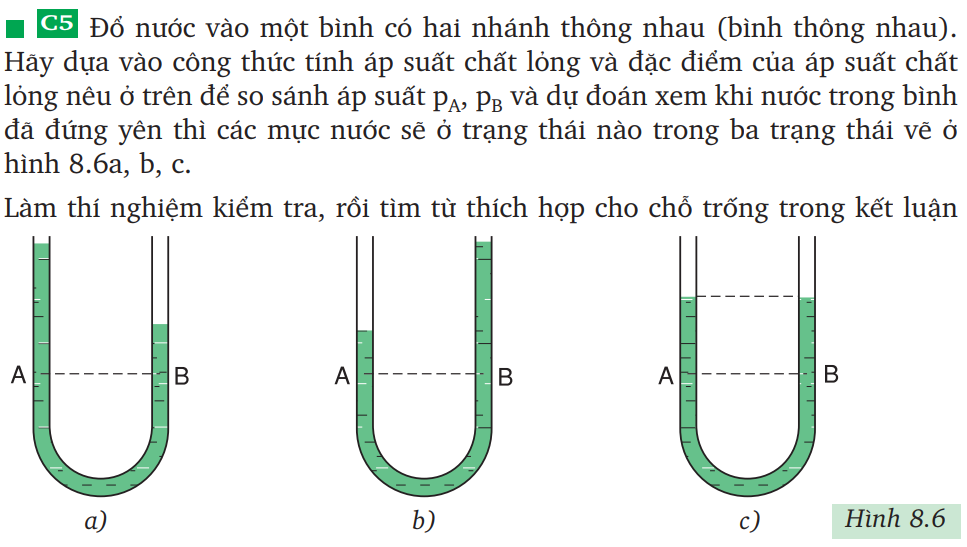 C5 Đổ nước vào một bình có hai nhánh thông nhau (bình thông nhau).
Hãy dựa vào công thức tính áp suất chất lỏng và đặc điểm của áp suất chất
lỏng nêu ở trên để so sánh áp suất pA, pB và dự đoán xem khi nước trong bình
đã đứng yên thì các mực nước sẽ ở trạng thái nào trong ba trạng thái vẽ ở
hình 8.6a, b, c.
Làm thí nghiệm kiểm tra, rồi tìm từ thích hợp cho chỗ trống trong kết luận
A B A B A B
a) b) c) Hình 8.6